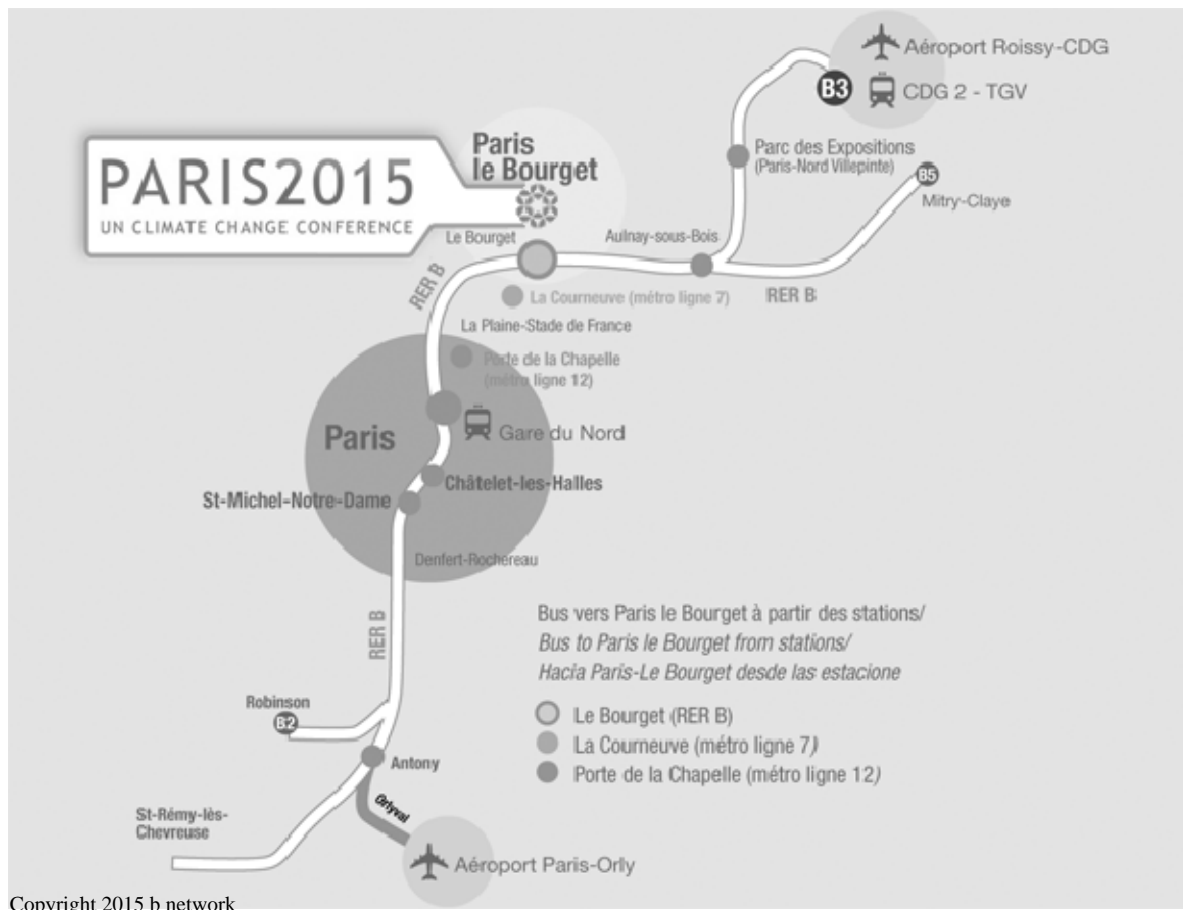 Aéroport Roissy-CDG
B3
CDG 2 - TGV
PARIS2015
UN CLIMATE CHANGE CONFERENCE
Paris
le Bourget
Parc des Expositions
(Paris-Nord Villepinte)
B5
Mitry-Claye
Le Bourget
Aulnay-sous-Bois
RER B
RER B
La Courneuve (métro ligne 7)
La Plaine-Stade de France
Porte de la Chapelle
(métro ligne 12)
Paris
Gare du Nord
Châtelet-les-Halles
St-Michel-Notre-Dame
Denfert-Rochereau
RER B
Bus vers Paris le Bourget à partir des stations/
Bus to Paris le Bourget from stations/
Hacia Paris-Le Bourget desde las estacione
Le Bourget (RER B)
La Courneuve (métro ligne 7)
Porte de la Chapelle (métro ligne 12)
Robinson
B2
Antony
Orlyval
St-Rémy-lès-
Chevreuse
Aéroport Paris-Orly
Copyright 2015 b network